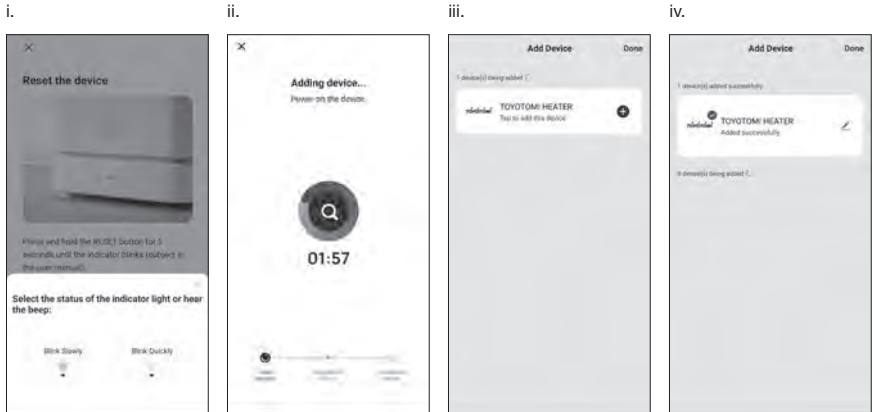 i.
ii.
iii.
iv.
Reset the device
Press and hold the RESET button for 5
seconds until the indicator blinks (subject to
the user manual).
Select the status of the indicator light or hear
the beep:
Blink Slowly
Blink Quickly
Adding device...
Power on the device.
01:57
Add Device
Done
1 device(s) being added
TOYOTOMI HEATER
Tap to add this device
Add Device
Done
1 device(s) added successfully
TOYOTOMI HEATER
Added successfully
0 device(s) being added